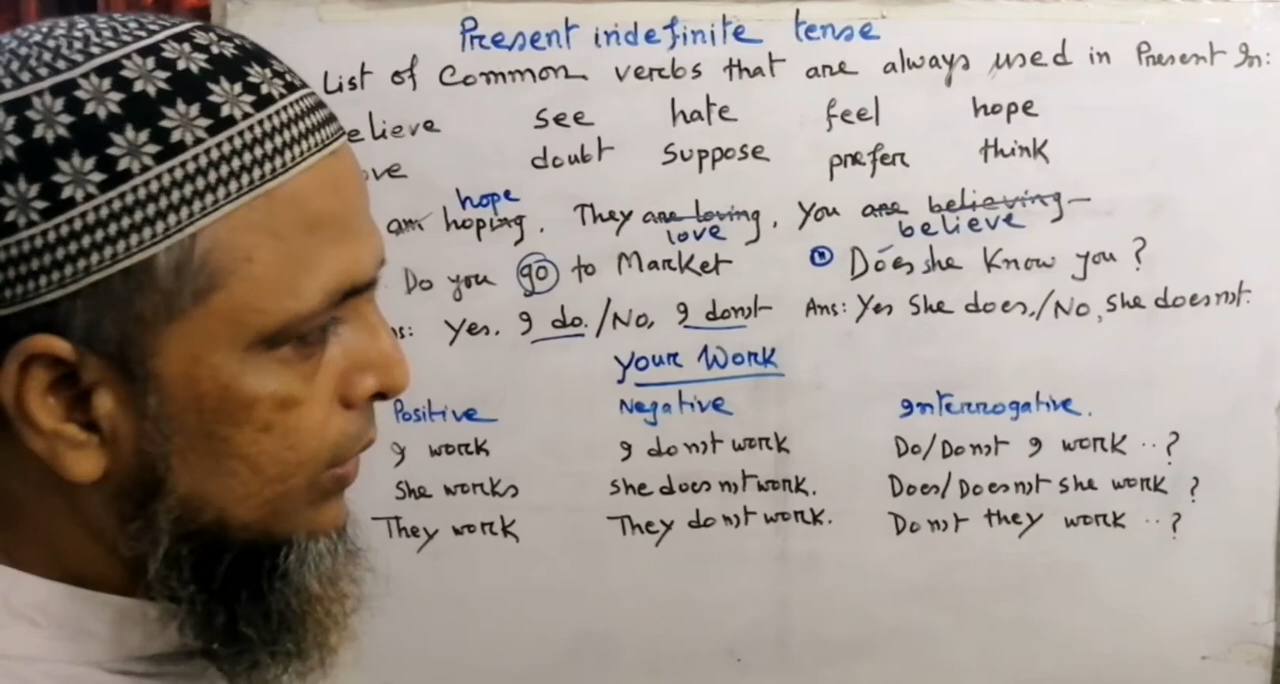 Present indefinite tense
List of Common verbs that are always used in Present In:
elieve see hate feel hope
ove doubt suppose prefer think
hope
am hoping. They are loving, You are believing
love believe
Do you go to Market
Does she know you?
s: Yes. I do./No, I don't Ans: Yes She does./No, she doesn't.
Your Work
Positive Negative Interrogative.
I work I do n't work Do/Don't I work ..?
She works She does n't work. Does/Doesn't she work ?
They work They do n't work. Don't they work ..?